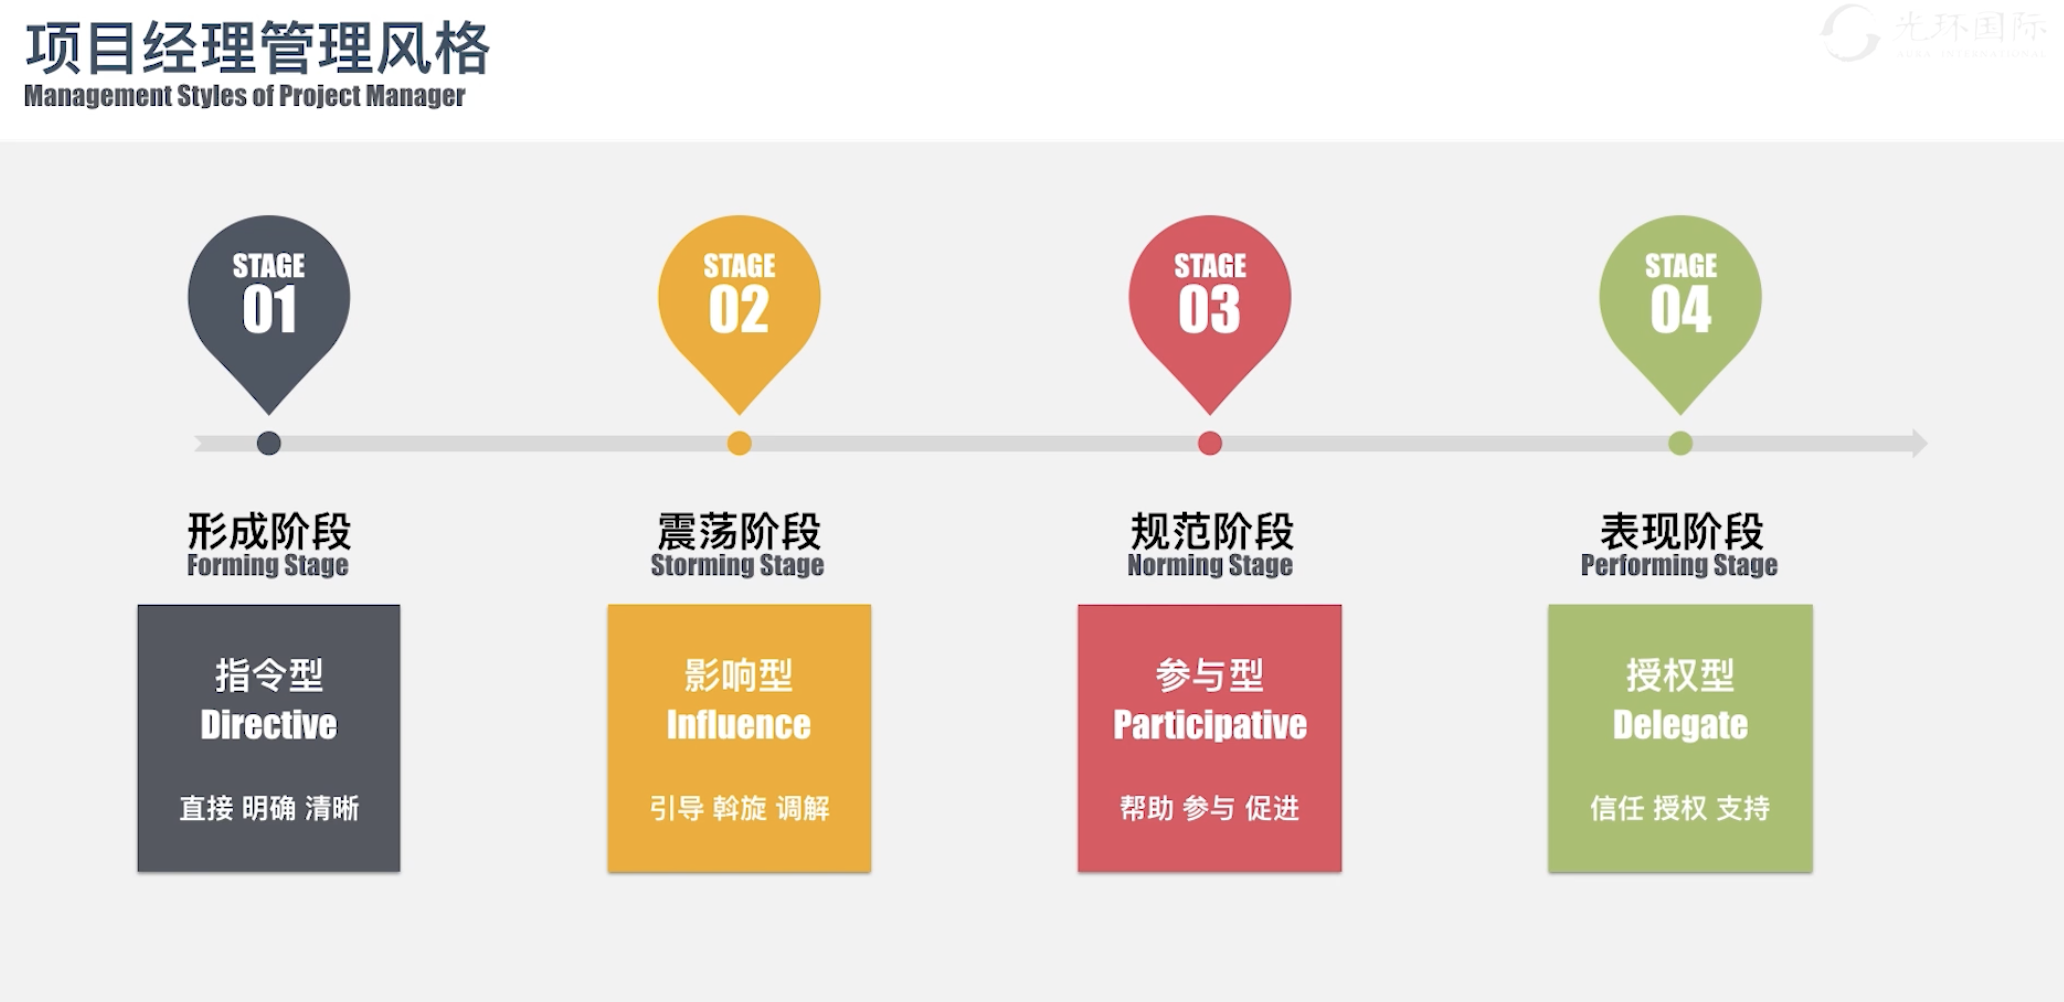 项目经理管理风格
Management Styles of Project Manager
光环国际
AURA INTERNATIONAL
STAGE
01
STAGE
02
STAGE
03
STAGE
04
形成阶段
Forming Stage
震荡阶段
Storming Stage
规范阶段
Norming Stage
表现阶段
Performing Stage
指令型
Directive
直接 明确 清晰
影响型
Influence
引导 斡旋 调解
参与型
Participative
帮助 参与 促进
授权型
Delegate
信任 授权 支持